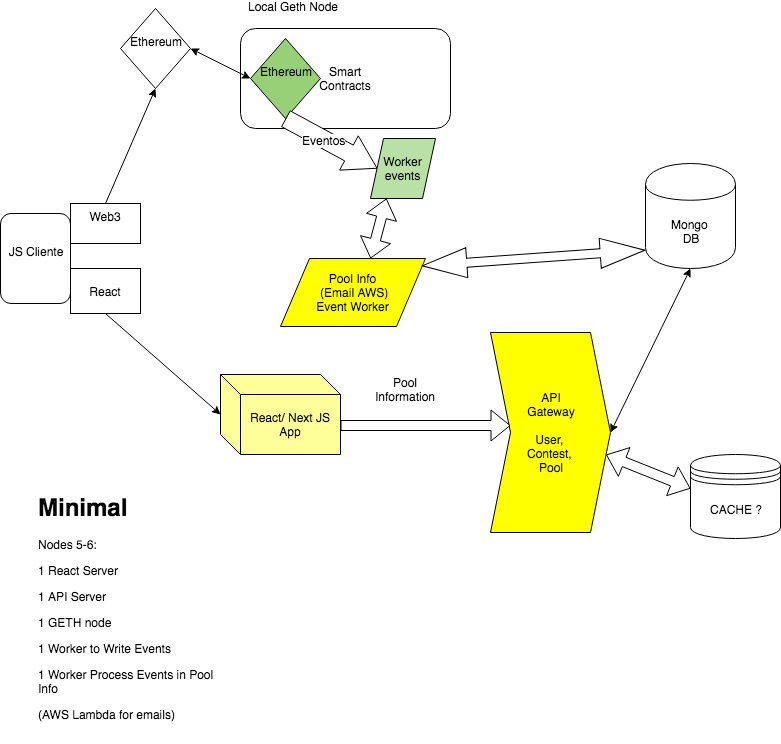 Local Geth Node
Ethereum
Ethereum
Smart
Contracts
Eventos
Worker
events
Web3
JS Cliente
React
Mongo
DB
Pool Info
(Email AWS)
Event Worker
Pool
Information
React/ Next JS
App
API
Gateway
User,
Contest,
Pool
CACHE ?
Minimal
Nodes 5-6:
1 React Server
1 API Server
1 GETH node
1 Worker to Write Events
1 Worker Process Events in Pool
Info
(AWS Lambda for emails)